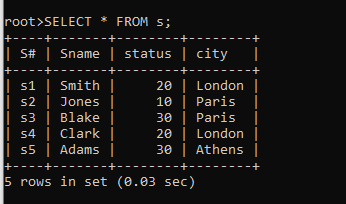 root>SELECT * FROM s;
+----+-------+--------+--------+
| S# | Sname | status | city   |
+----+-------+--------+--------+
| s1 | Smith |     20 | London |
| s2 | Jones |     10 | Paris  |
| s3 | Blake |     30 | Paris  |
| s4 | Clark |     20 | London |
| s5 | Adams |     30 | Athens |
+----+-------+--------+--------+
5 rows in set (0.03 sec)